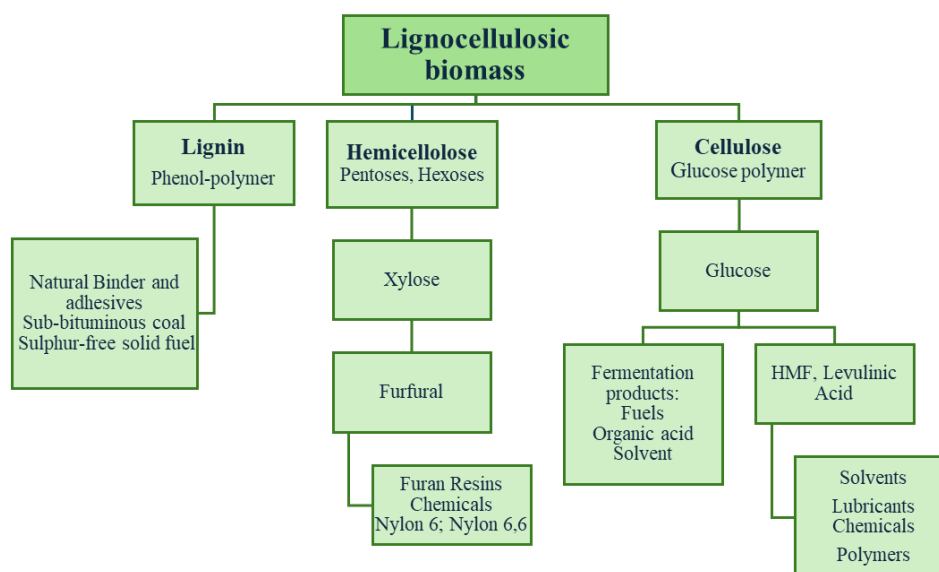 Lignocellulosic
biomass
Lignin
Phenol-polymer
Hemicellolose
Pentoses, Hexoses
Cellulose
Glucose polymer
Natural Binder and
adhesives
Sub-bituminous coal
Sulphur-free solid fuel
Xylose
Furfural
Furan Resins
Chemicals
Nylon 6; Nylon 6,6
Glucose
Fermentation
products:
Fuels
Organic acid
Solvent
HMF, Levulinic
Acid
Solvents
Lubricants
Chemicals
Polymers